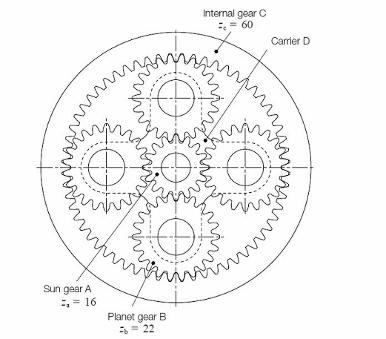 Internal gear C
z_c = 60
Carrier D
Sun gear A
z_a = 16
Planet gear B
z_b = 22